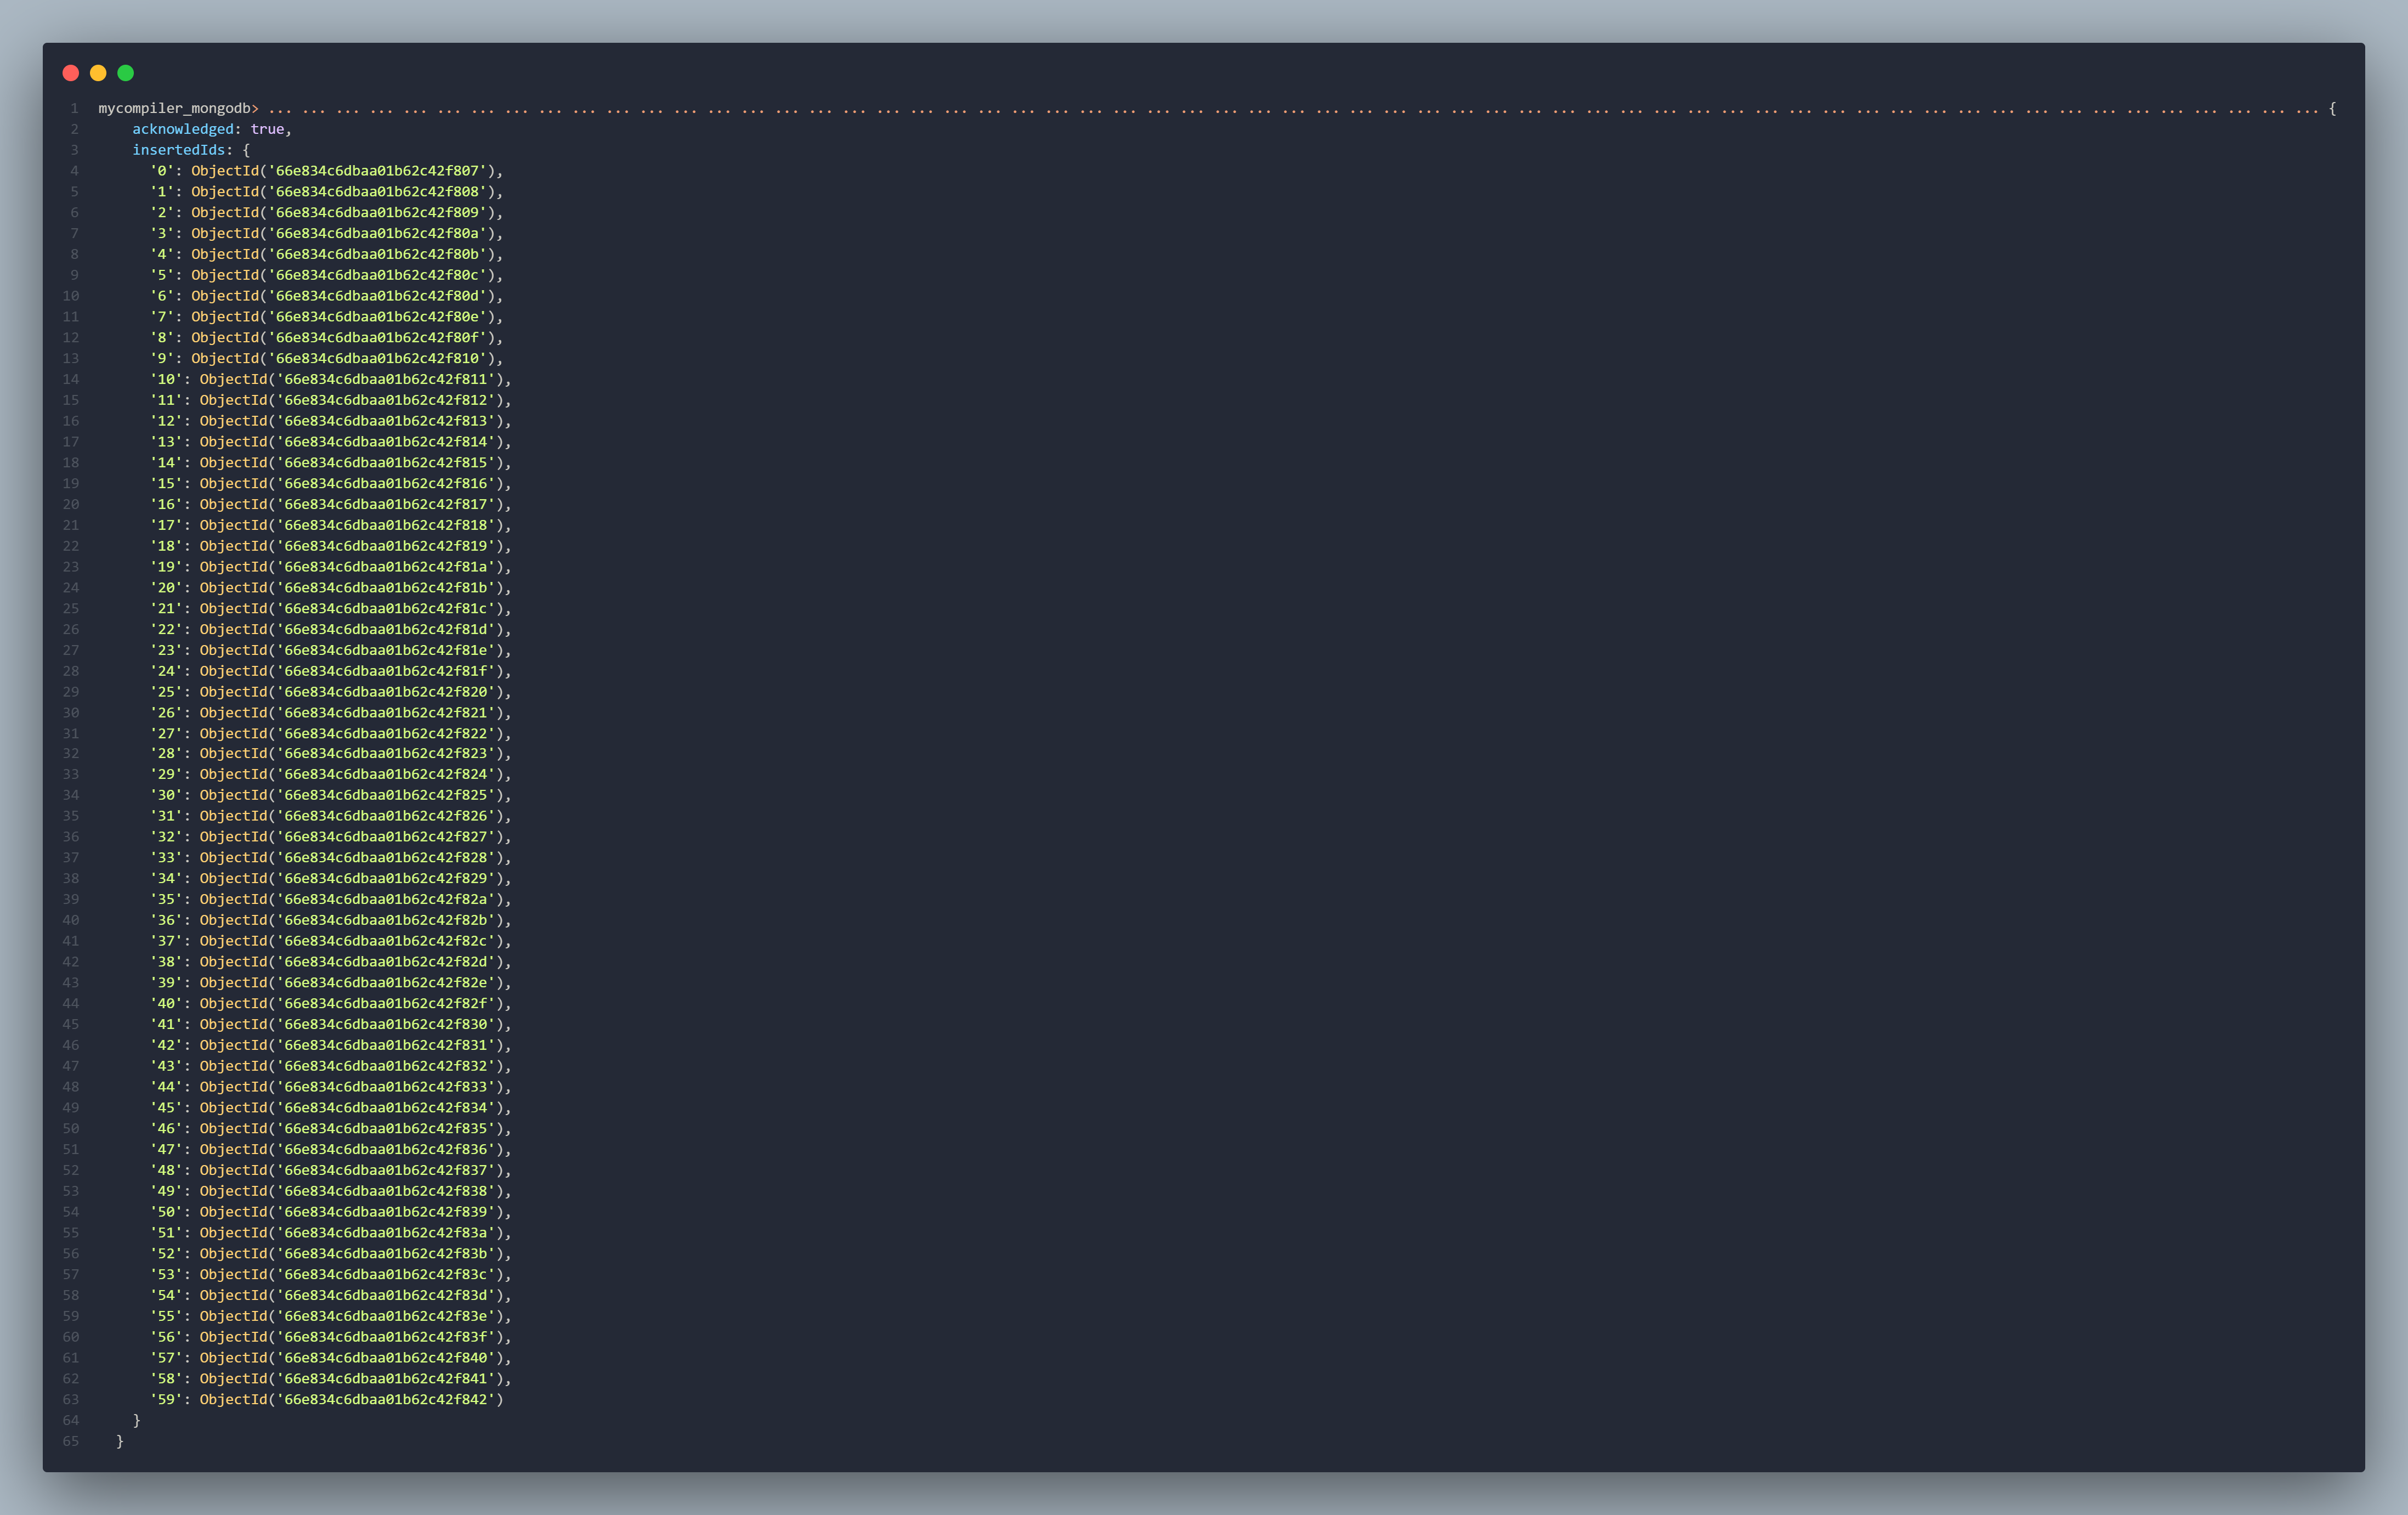 1 mycompiler_mongodb> ... ... ... ... ... ... ... ... ... ... ... ... ... ... ... ... ... ... ... ... ... ... ... ... ... ... ... ... ... ... ... ... ... ... ... ... ... ... ... ... ... ... ... ... ... ... ... ... ... ... ... ... ... ... ... ... ... ... ... ... ... {
2 acknowledged: true,
3 insertedIds: {
4 '0': ObjectId('66e834c6dbaa01b62c42f807'),
5 '1': ObjectId('66e834c6dbaa01b62c42f808'),
6 '2': ObjectId('66e834c6dbaa01b62c42f809'),
7 '3': ObjectId('66e834c6dbaa01b62c42f80a'),
8 '4': ObjectId('66e834c6dbaa01b62c42f80b'),
9 '5': ObjectId('66e834c6dbaa01b62c42f80c'),
10 '6': ObjectId('66e834c6dbaa01b62c42f80d'),
11 '7': ObjectId('66e834c6dbaa01b62c42f80e'),
12 '8': ObjectId('66e834c6dbaa01b62c42f80f'),
13 '9': ObjectId('66e834c6dbaa01b62c42f810'),
14 '10': ObjectId('66e834c6dbaa01b62c42f811'),
15 '11': ObjectId('66e834c6dbaa01b62c42f812'),
16 '12': ObjectId('66e834c6dbaa01b62c42f813'),
17 '13': ObjectId('66e834c6dbaa01b62c42f814'),
18 '14': ObjectId('66e834c6dbaa01b62c42f815'),
19 '15': ObjectId('66e834c6dbaa01b62c42f816'),
20 '16': ObjectId('66e834c6dbaa01b62c42f817'),
21 '17': ObjectId('66e834c6dbaa01b62c42f818'),
22 '18': ObjectId('66e834c6dbaa01b62c42f819'),
23 '19': ObjectId('66e834c6dbaa01b62c42f81a'),
24 '20': ObjectId('66e834c6dbaa01b62c42f81b'),
25 '21': ObjectId('66e834c6dbaa01b62c42f81c'),
26 '22': ObjectId('66e834c6dbaa01b62c42f81d'),
27 '23': ObjectId('66e834c6dbaa01b62c42f81e'),
28 '24': ObjectId('66e834c6dbaa01b62c42f81f'),
29 '25': ObjectId('66e834c6dbaa01b62c42f820'),
30 '26': ObjectId('66e834c6dbaa01b62c42f821'),
31 '27': ObjectId('66e834c6dbaa01b62c42f822'),
32 '28': ObjectId('66e834c6dbaa01b62c42f823'),
33 '29': ObjectId('66e834c6dbaa01b62c42f824'),
34 '30': ObjectId('66e834c6dbaa01b62c42f825'),
35 '31': ObjectId('66e834c6dbaa01b62c42f826'),
36 '32': ObjectId('66e834c6dbaa01b62c42f827'),
37 '33': ObjectId('66e834c6dbaa01b62c42f828'),
38 '34': ObjectId('66e834c6dbaa01b62c42f829'),
39 '35': ObjectId('66e834c6dbaa01b62c42f82a'),
40 '36': ObjectId('66e834c6dbaa01b62c42f82b'),
41 '37': ObjectId('66e834c6dbaa01b62c42f82c'),
42 '38': ObjectId('66e834c6dbaa01b62c42f82d'),
43 '39': ObjectId('66e834c6dbaa01b62c42f82e'),
44 '40': ObjectId('66e834c6dbaa01b62c42f82f'),
45 '41': ObjectId('66e834c6dbaa01b62c42f830'),
46 '42': ObjectId('66e834c6dbaa01b62c42f831'),
47 '43': ObjectId('66e834c6dbaa01b62c42f832'),
48 '44': ObjectId('66e834c6dbaa01b62c42f833'),
49 '45': ObjectId('66e834c6dbaa01b62c42f834'),
50 '46': ObjectId('66e834c6dbaa01b62c42f835'),
51 '47': ObjectId('66e834c6dbaa01b62c42f836'),
52 '48': ObjectId('66e834c6dbaa01b62c42f837'),
53 '49': ObjectId('66e834c6dbaa01b62c42f838'),
54 '50': ObjectId('66e834c6dbaa01b62c42f839'),
55 '51': ObjectId('66e834c6dbaa01b62c42f83a'),
56 '52': ObjectId('66e834c6dbaa01b62c42f83b'),
57 '53': ObjectId('66e834c6dbaa01b62c42f83c'),
58 '54': ObjectId('66e834c6dbaa01b62c42f83d'),
59 '55': ObjectId('66e834c6dbaa01b62c42f83e'),
60 '56': ObjectId('66e834c6dbaa01b62c42f83f'),
61 '57': ObjectId('66e834c6dbaa01b62c42f840'),
62 '58': ObjectId('66e834c6dbaa01b62c42f841'),
63 '59': ObjectId('66e834c6dbaa01b62c42f842')
64 }
65 }